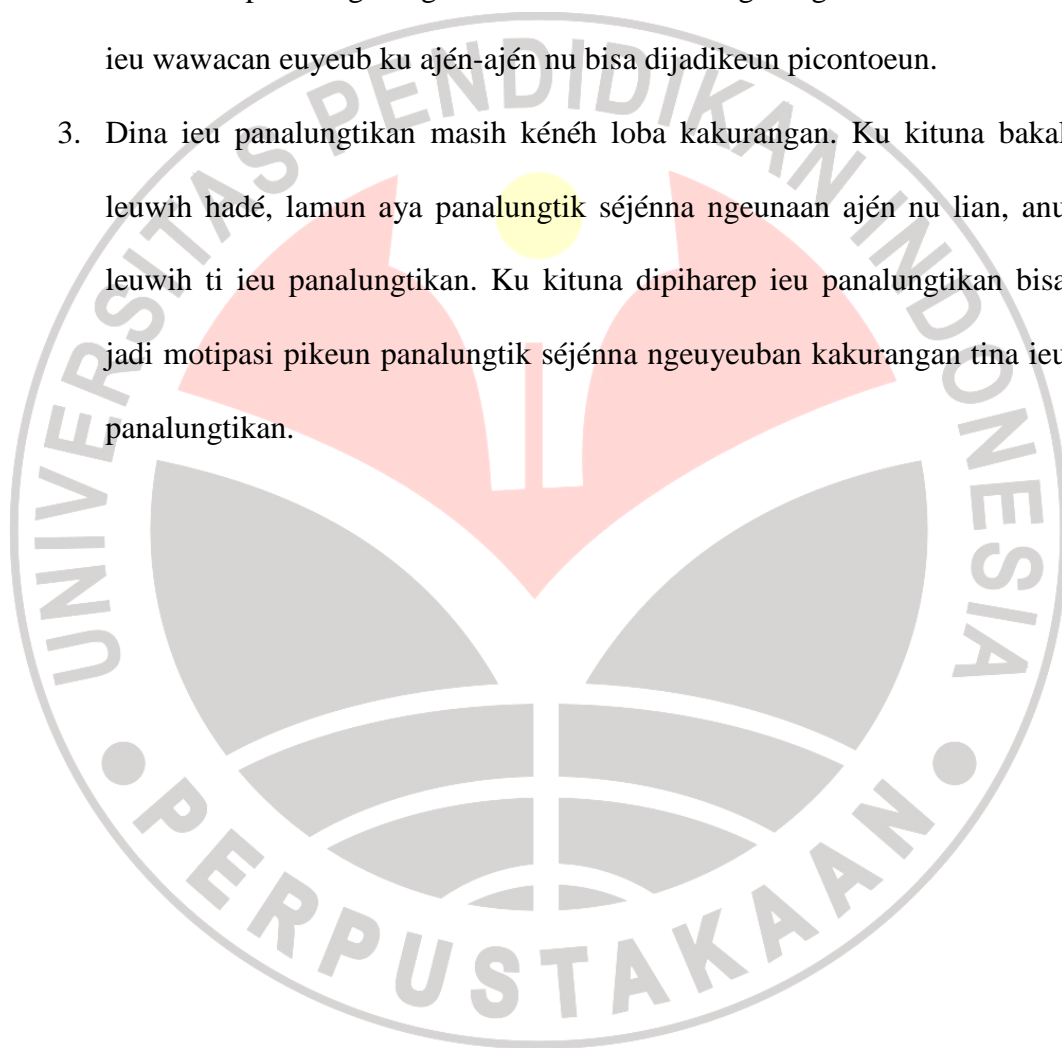 ieu wawacan euyeub ku ajén-ajén nu bisa dijadikeun picontoeun.
3. Dina ieu panalungtikan masih kénéh loba kakurangan. Ku kituna bakal
leuwih hadé, lamun aya panalungtik séjénna ngeunaan ajén nu lian, anu
leuwih ti ieu panalungtikan. Ku kituna dipiharep ieu panalungtikan bisa
jadi motipasi pikeun panalungtik séjénna ngeuyeuban kakurangan tina ieu
panalungtikan.
UNIVERSITAS PENDIDIKAN INDONESIA
PERPUSTAKAAN